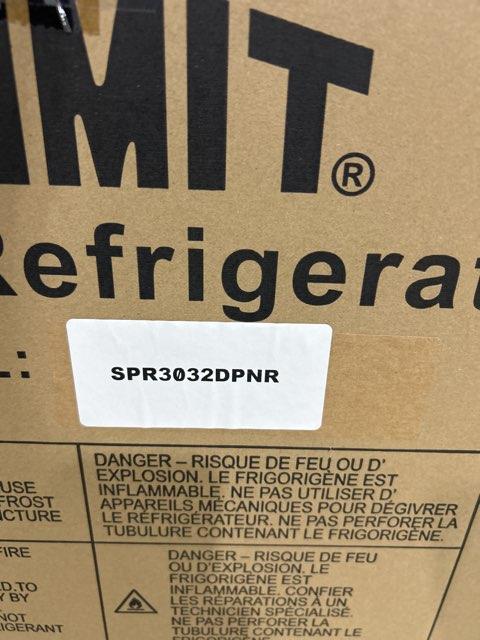 MIT®
Refrigerat
L:
SPR3032DPNR
USE
FROST
NCTURE
DANGER – RISQUE DE FEU OU D'
EXPLOSION. LE FRIGORIGÈNE EST
INFLAMMABLE. NE PAS UTILISER D'
APPAREILS MÉCANIQUES POUR DÉGIVRER
LE RÉFRIGÉRATEUR. NE PAS PERFORER LA
TUBULURE CONTENANT LE FRIGORIGÈNE.
FIRE
D.TO
Y BY
NOT
IGERANT
DANGER – RISQUE DE FEU
OU D'EXPLOSION. LE
FRIGORIGÈNE EST
INFLAMMABLE. CONFIER
LES RÉPARATIONS À UN
TECHNICIEN SPÉCIALISÉ.
NE PAS PERFORER LA
TUBULURE CONTENANT LE
FRIGORIGÈNE